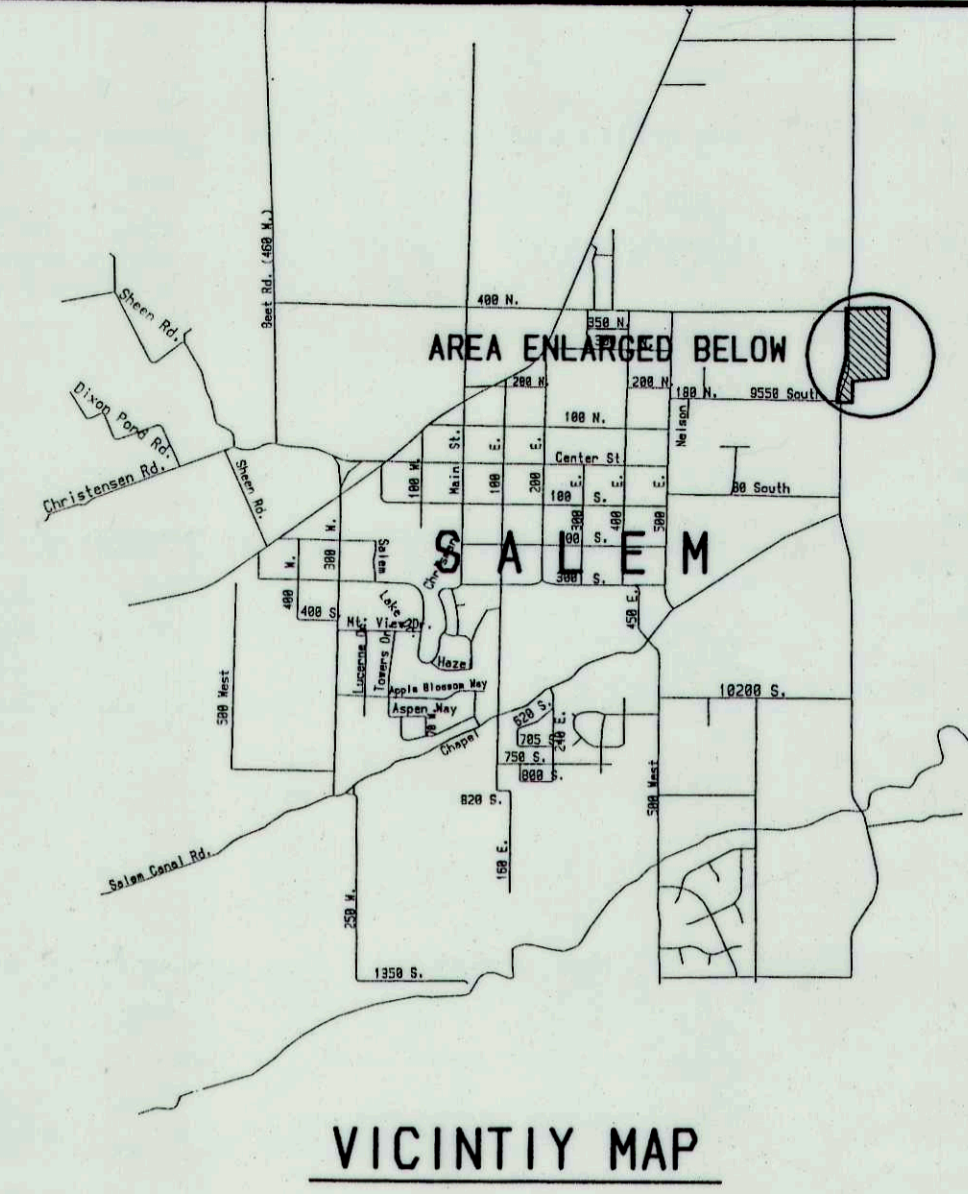 Beet Rd. (460 W.)
Sheen Rd.
400 N.
350 N.
AREA ENLARGED BELOW
200 N.
200 N.
180 N.
9550 South
Dixon Pond Rd.
100 N.
Nelson
Christensen Rd.
Sheen Rd.
Main St.
100 W.
100 E.
200 E.
Center St
300 E.
400 E.
500 E.
100 S.
80 South
300 W.
SALEM
00 S.
Salem
Lake
400 W.
300 S.
400 S.
450 E.
Mt. View Dr.
Lucerne Dr.
Towers Dr.
Haze
500 West
Apple Blossom Way
Aspen Way
70 W.
Chapel
10200 S.
620 S.
705 S.
240 E.
750 S.
800 S.
500 West
820 S.
160 E.
Salem Canal Rd.
250 W.
1350 S.
VICINTIY MAP